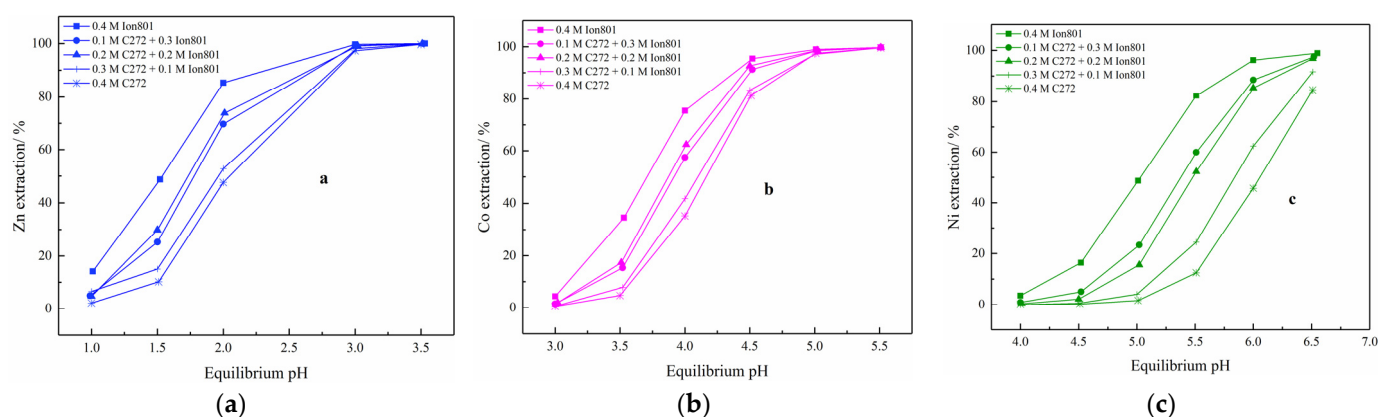 0.4 M Ion801
0.1 M C272 + 0.3 Ion801
0.2 M C272 + 0.2 M Ion801
0.3 M C272 + 0.1 M Ion801
0.4 M C272
100
80
60
40
20
0
Zn extraction/ %
a
1.0 1.5 2.0 3.0 3.5
Equilibrium pH
(a)
0.4 M Ion801
0.1 M C272 + 0.3 M Ion801
0.2 M C272 + 0.2 M Ion801
0.3 M C272 + 0.1 M Ion801
0.4 M C272
100
80
60
40
20
0
Co extraction/ %
b
3.0 3.5 4.0 4.5 5.0 5.5
Equilibrium pH
(b)
0.4 M Ion801
0.1 M C272 + 0.3 M Ion801
0.2 M C272 + 0.2 M Ion801
0.3 M C272 + 0.1 M Ion801
0.4 M C272
100
80
60
40
20
0
Ni extraction/ %
c
4.0 4.5 5.0 5.5 6.0 6.5 7.0
Equilibrium pH
(c)